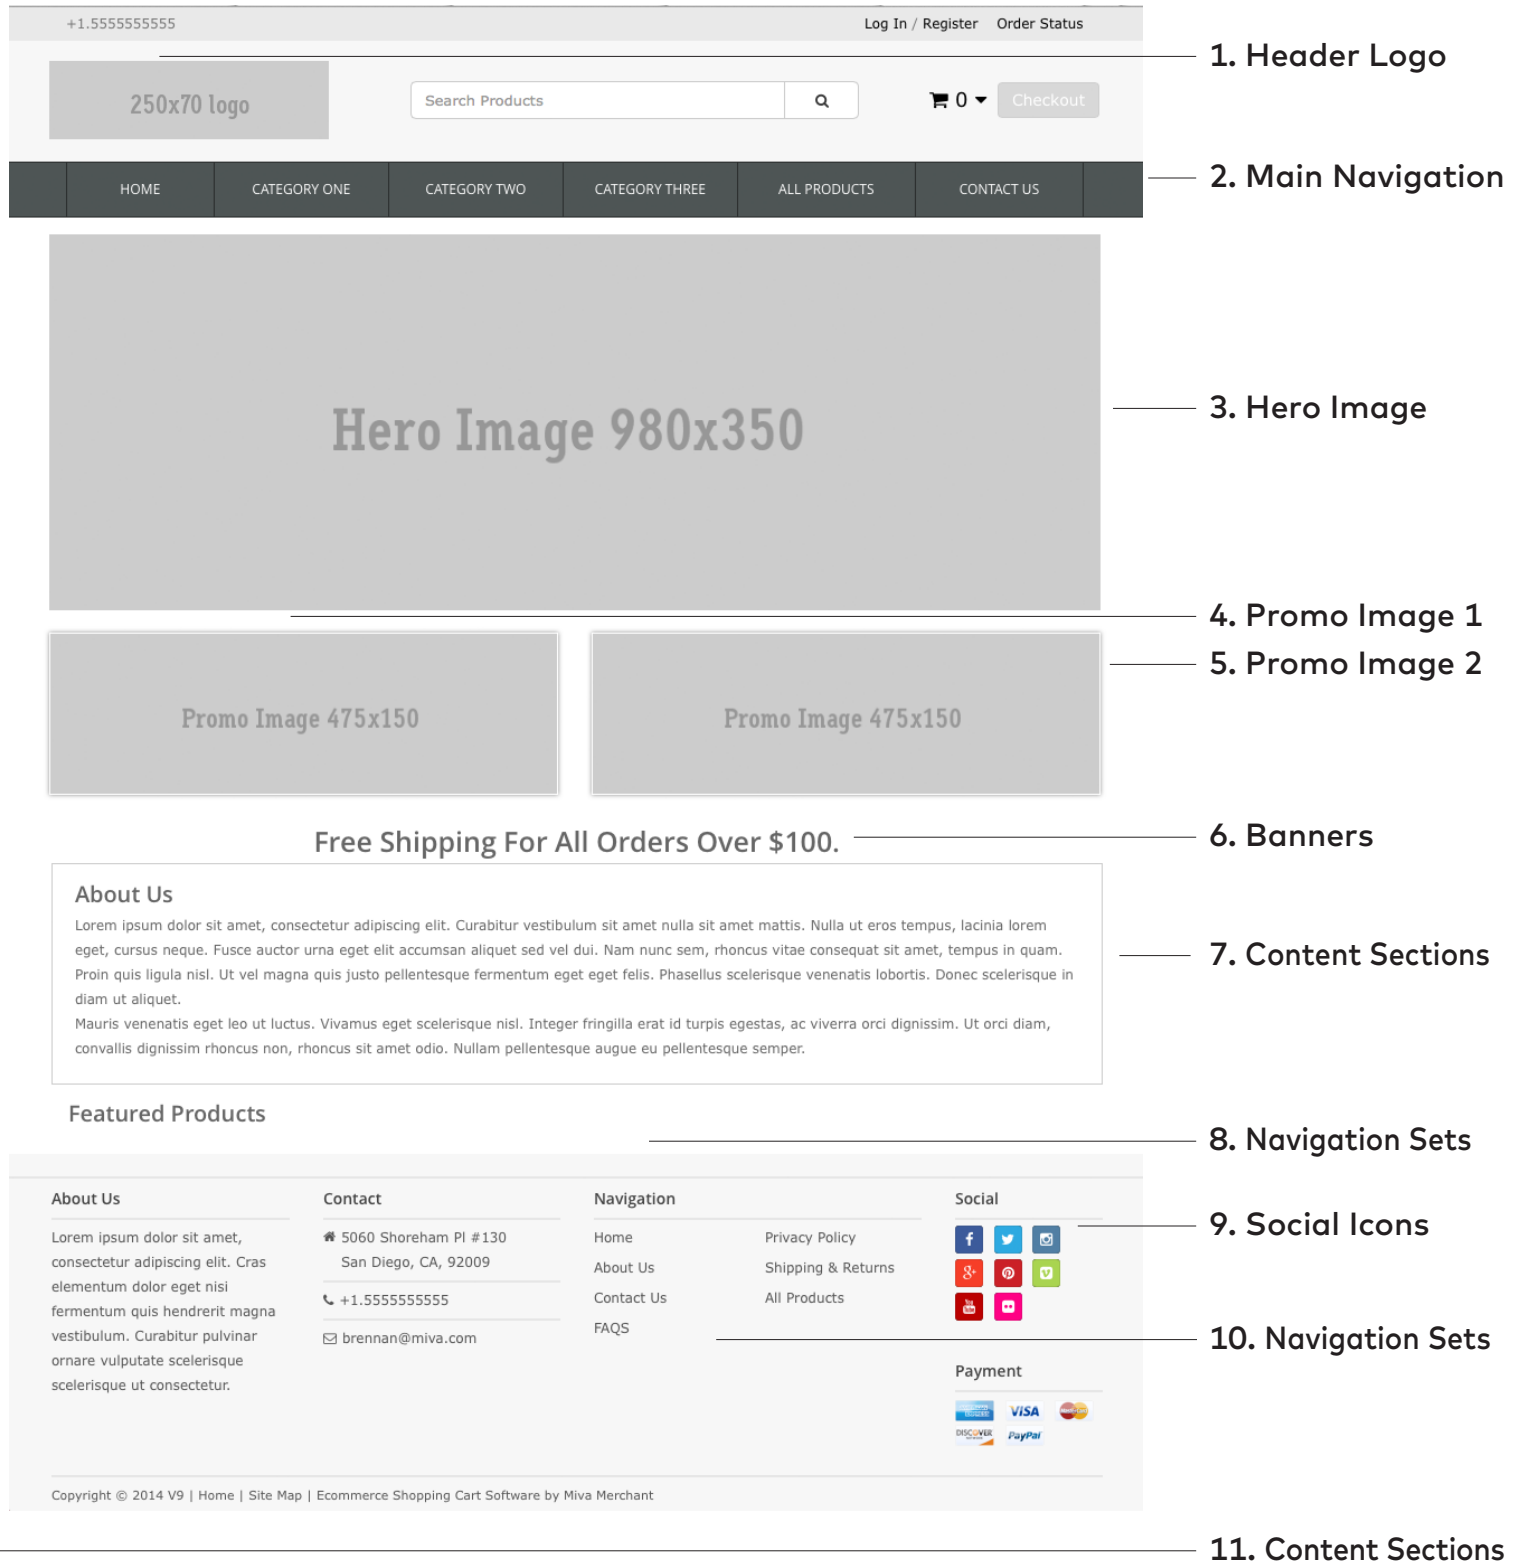 +1.5555555555
Log In / Register Order Status
1. Header Logo
250x70 logo
Search Products
0
Checkout
HOME CATEGORY ONE CATEGORY TWO CATEGORY THREE ALL PRODUCTS CONTACT US
2. Main Navigation
Hero Image 980x350
3. Hero Image
4. Promo Image 1
5. Promo Image 2
Promo Image 475x150
Promo Image 475x150
Free Shipping For All Orders Over $100.
6. Banners
About Us
Lorem ipsum dolor sit amet, consectetur adipiscing elit. Curabitur vestibulum sit amet nulla sit amet mattis. Nulla ut eros tempus, lacinia lorem
eget, cursus neque. Fusce auctor urna eget elit accumsan aliquet sed vel dui. Nam nunc sem, rhoncus vitae consequat sit amet, tempus in quam.
Proin quis ligula nisl. Ut vel magna quis justo pellentesque fermentum eget eget felis. Phasellus scelerisque venenatis lobortis. Donec scelerisque in
diam ut aliquet.
Mauris venenatis eget leo ut luctus. Vivamus eget scelerisque nisl. Integer fringilla erat id turpis egestas, ac viverra orci dignissim. Ut orci diam,
convallis dignissim rhoncus non, rhoncus sit amet odio. Nullam pellentesque augue eu pellentesque semper.
7. Content Sections
Featured Products
8. Navigation Sets
About Us
Lorem ipsum dolor sit amet,
consectetur adipiscing elit. Cras
elementum dolor eget nisi
fermentum quis hendrerit magna
vestibulum. Curabitur pulvinar
ornare vulputate scelerisque
scelerisque ut consectetur.
Contact
5060 Shoreham Pl #130
San Diego, CA, 92009
+1.5555555555
brennan@miva.com
Navigation
Home
About Us
Contact Us
FAQS
Privacy Policy
Shipping & Returns
All Products
Social
9. Social Icons
10. Navigation Sets
Payment
VISA
DISCOVER
PayPal
Copyright © 2014 V9 | Home | Site Map | Ecommerce Shopping Cart Software by Miva Merchant
11. Content Sections